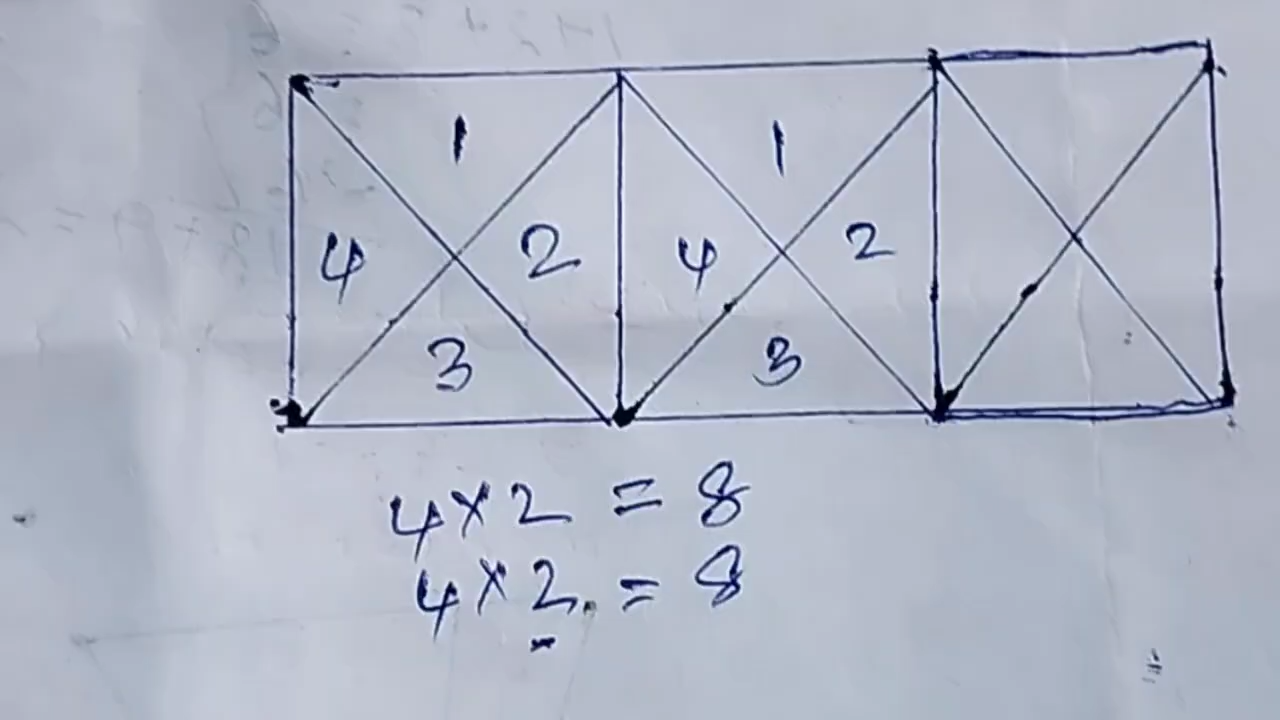 1 1
4 2 4 2
3 3
4×2 = 8
4×2. = 8